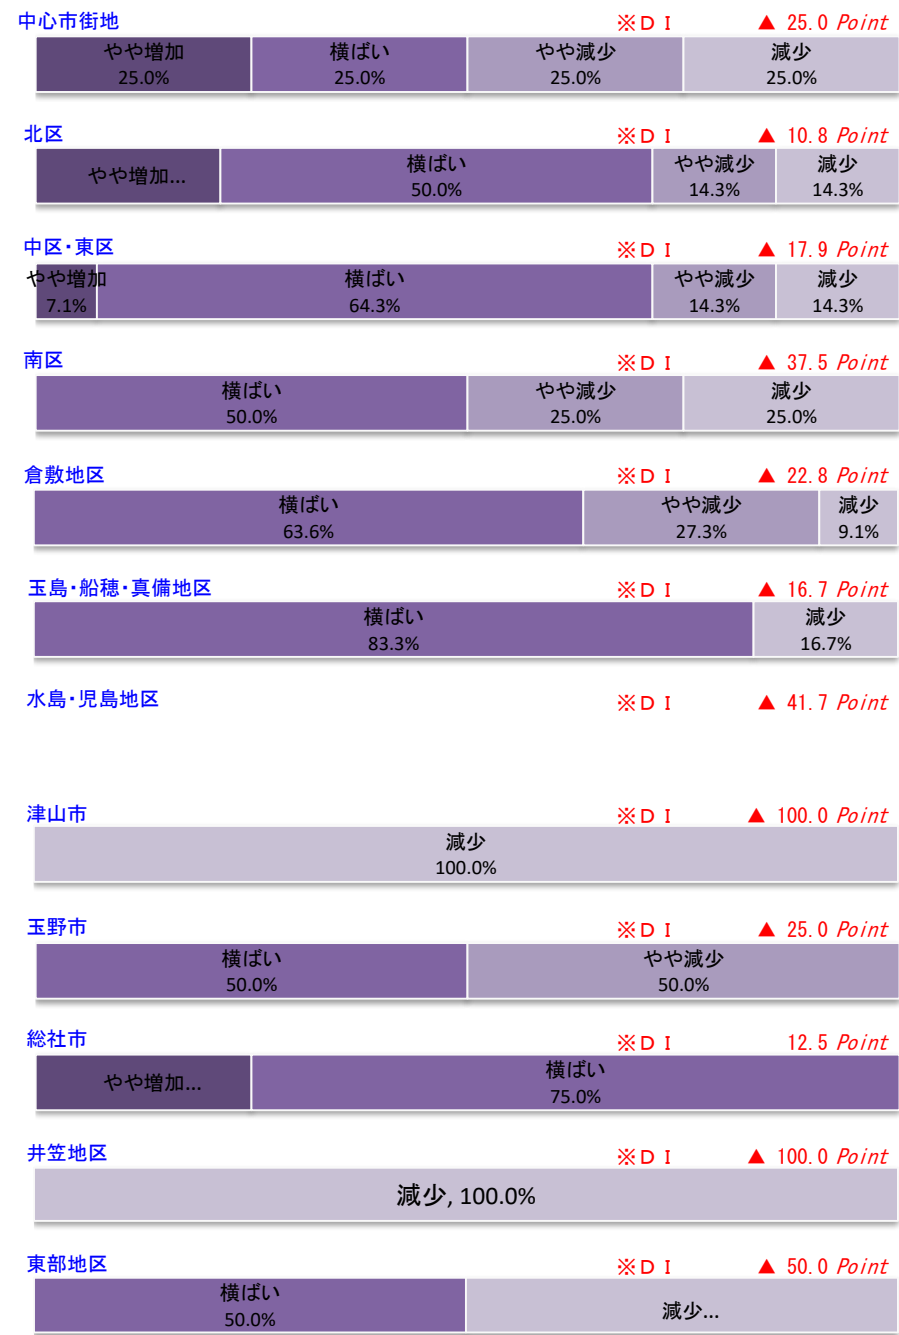 中心市街地 ※ＤＩ ▲ 25.0 Point
やや増加 横ばい やや減少 減少
25.0% 25.0% 25.0% 25.0%
北区 ※ＤＩ ▲ 10.8 Point
やや増加... 横ばい やや減少 減少
50.0% 14.3% 14.3%
中区・東区 ※ＤＩ ▲ 17.9 Point
やや増加 横ばい やや減少 減少
7.1% 64.3% 14.3% 14.3%
南区 ※ＤＩ ▲ 37.5 Point
横ばい やや減少 減少
50.0% 25.0% 25.0%
倉敷地区 ※ＤＩ ▲ 22.8 Point
横ばい やや減少 減少
63.6% 27.3% 9.1%
玉島・船穂・真備地区 ※ＤＩ ▲ 16.7 Point
横ばい 減少
83.3% 16.7%
水島・児島地区 ※ＤＩ ▲ 41.7 Point
津山市 ※ＤＩ ▲ 100.0 Point
減少
100.0%
玉野市 ※ＤＩ ▲ 25.0 Point
横ばい やや減少
50.0% 50.0%
総社市 ※ＤＩ 12.5 Point
やや増加... 横ばい
75.0%
井笠地区 ※ＤＩ ▲ 100.0 Point
減少, 100.0%
東部地区 ※ＤＩ ▲ 50.0 Point
横ばい 減少...
50.0%